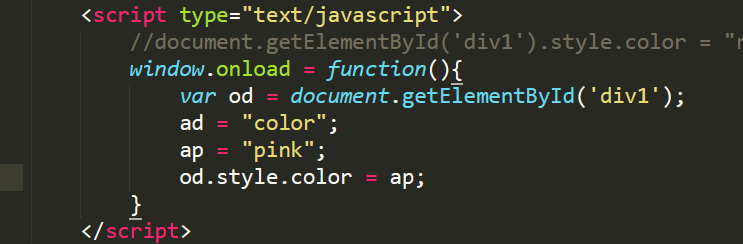 <script type="text/javascript">
//document.getElementById('div1').style.color = "
window.onload = function(){
var od = document.getElementById('div1');
ad = "color";
ap = "pink";
od.style.color = ap;
}
</script>